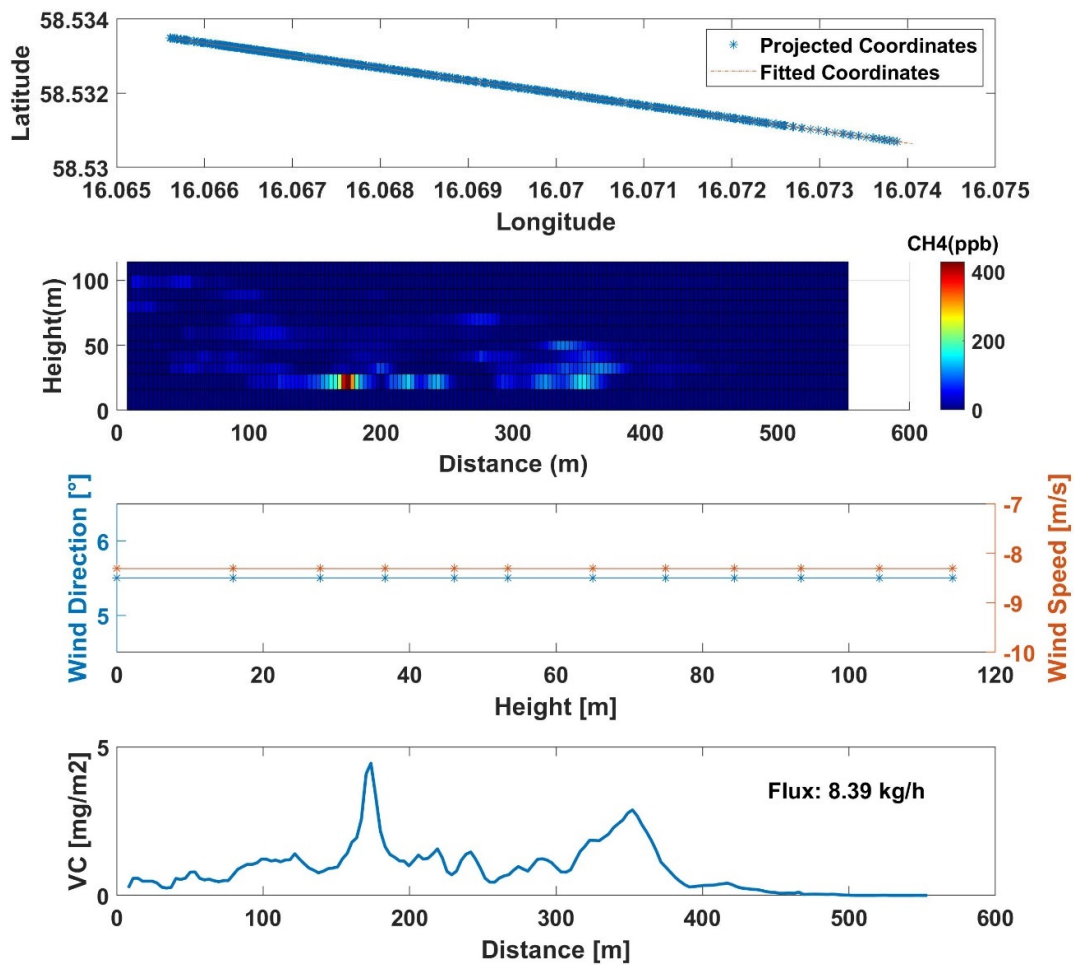 58.534
58.532
58.53
Latitude
Projected Coordinates
Fitted Coordinates
16.065 16.066 16.067 16.068 16.069 16.07 16.071 16.072 16.073 16.074 16.075
Longitude
CH4(ppb)
100
50
0
Height(m)
400
200
0
0 100 200 300 400 500 600
Distance (m)
Wind Direction [°]
6
5
-7
-8
-9
-10
Wind Speed [m/s]
0 20 40 60 80 100 120
Height [m]
5
0
VC [mg/m2]
Flux: 8.39 kg/h
0 100 200 300 400 500 600
Distance [m]